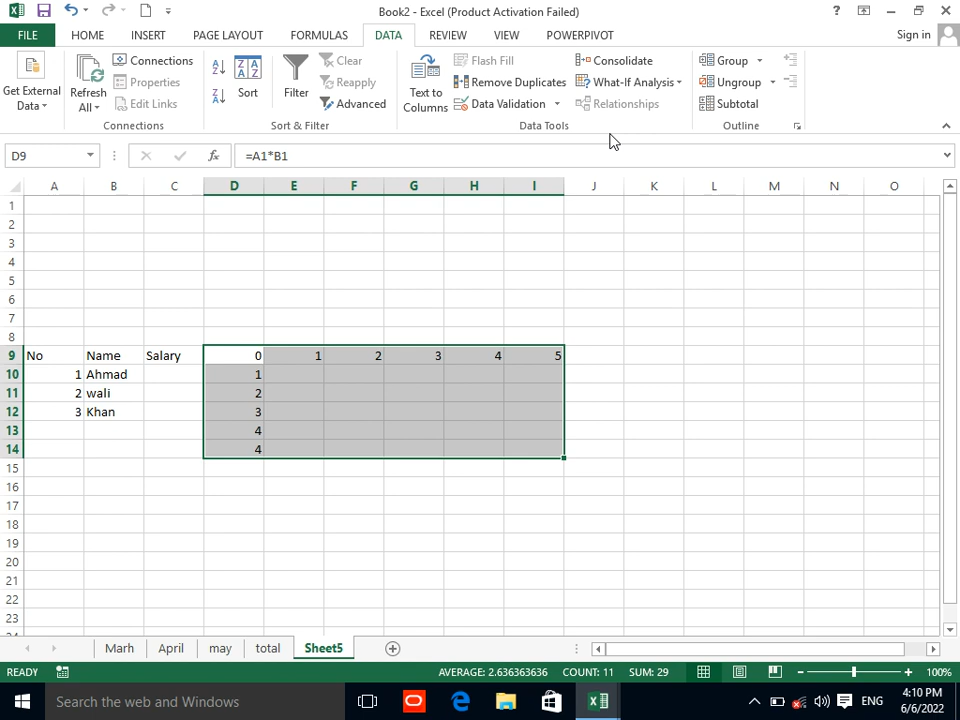 Book2 - Excel (Product Activation Failed)
? 
FILE HOME INSERT PAGE LAYOUT FORMULAS DATA REVIEW VIEW POWERPIVOT Sign in
Get External Data
Refresh All
Connections
Properties
Edit Links
Connections
Sort
Filter
Clear
Reapply
Advanced
Sort & Filter
Text to Columns
Flash Fill
Remove Duplicates
Data Validation
Consolidate
What-If Analysis
Relationships
Data Tools
Group
Ungroup
Subtotal
Outline
D9 fx =A1*B1
A B C D E F G H I J K L M N O
1
2
3
4
5
6
7
8
9 No Name Salary 0 1 2 3 4 5
10 1 Ahmad 1
11 2 wali 2
12 3 Khan 3
13 4
14 4
15
16
17
18
19
20
21
22
23
24
Marh April may total Sheet5
READY AVERAGE: 2.636363636 COUNT: 11 SUM: 29 100%
Search the web and Windows ENG 4:10 PM
6/6/2022